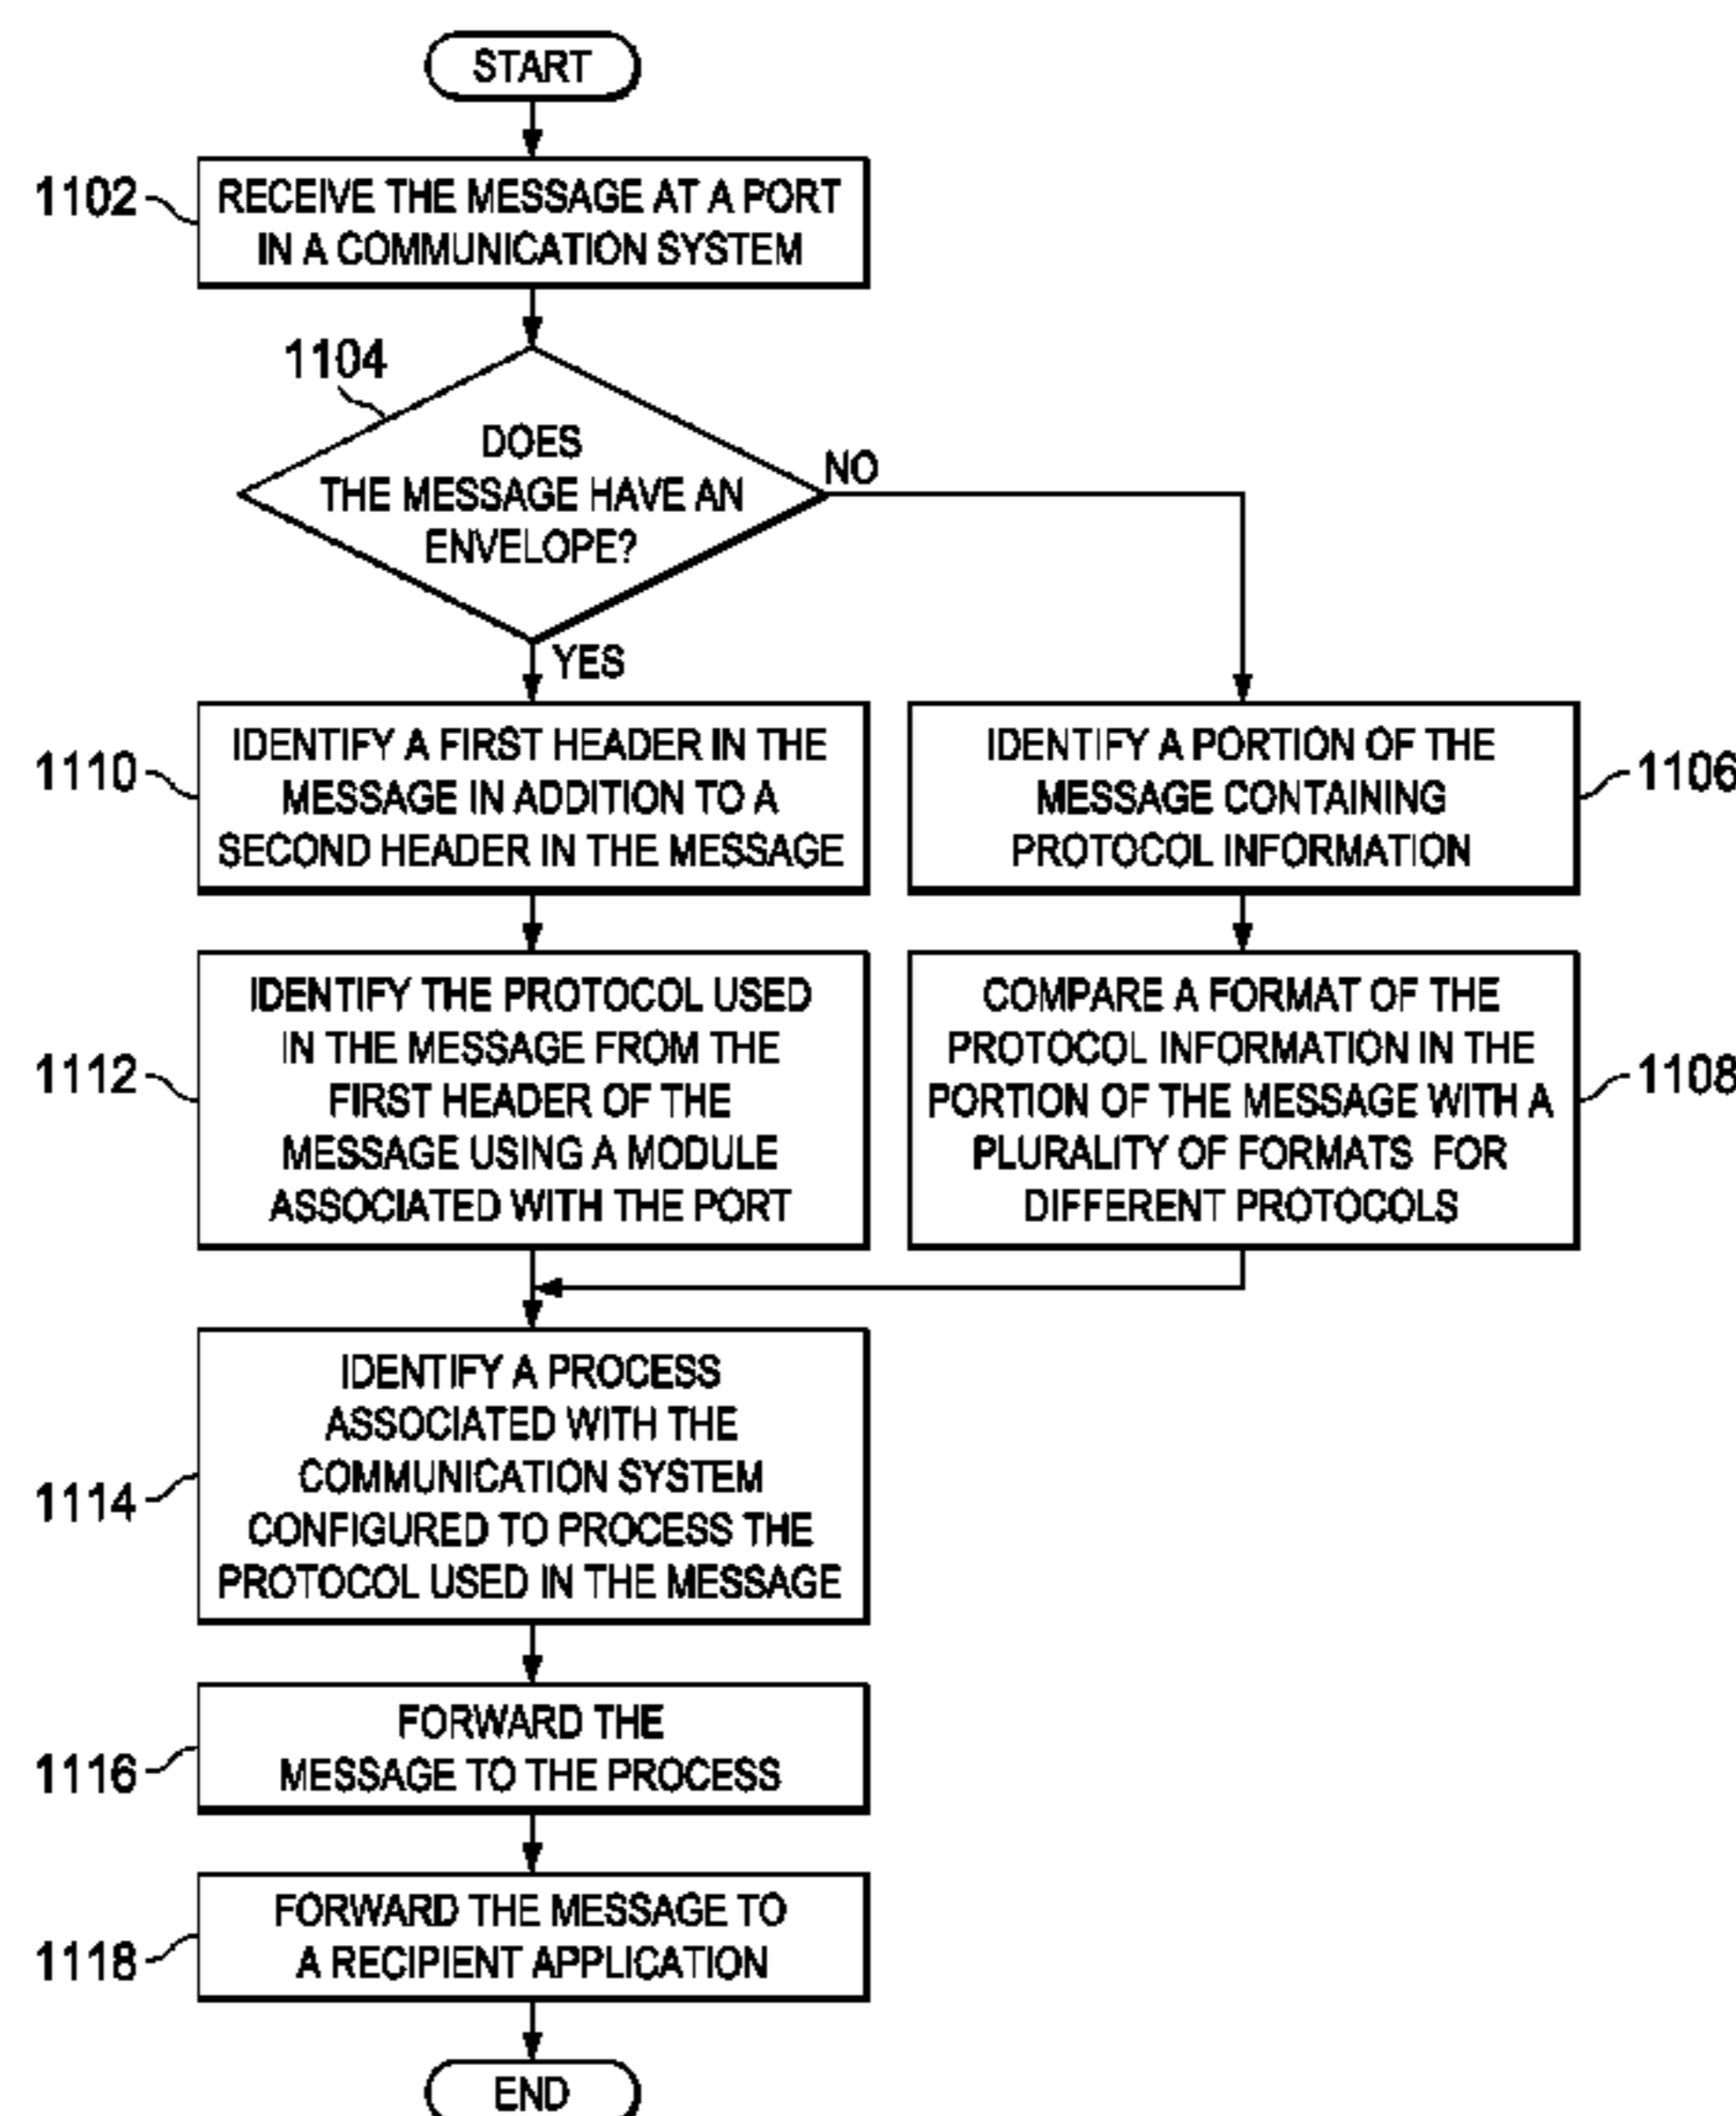 START
1102
RECEIVE THE MESSAGE AT A PORT
IN A COMMUNICATION SYSTEM
1104
DOES
THE MESSAGE HAVE AN
ENVELOPE?
NO
YES
1110
IDENTIFY A FIRST HEADER IN THE
MESSAGE IN ADDITION TO A
SECOND HEADER IN THE MESSAGE
IDENTIFY A PORTION OF THE
MESSAGE CONTAINING
PROTOCOL INFORMATION
1106
1112
IDENTIFY THE PROTOCOL USED
IN THE MESSAGE FROM THE
FIRST HEADER OF THE
MESSAGE USING A MODULE
ASSOCIATED WITH THE PORT
COMPARE A FORMAT OF THE
PROTOCOL INFORMATION IN THE
PORTION OF THE MESSAGE WITH A
PLURALITY OF FORMATS FOR
DIFFERENT PROTOCOLS
1108
1114
IDENTIFY A PROCESS
ASSOCIATED WITH THE
COMMUNICATION SYSTEM
CONFIGURED TO PROCESS THE
PROTOCOL USED IN THE MESSAGE
1116
FORWARD THE
MESSAGE TO THE PROCESS
1118
FORWARD THE MESSAGE TO
A RECIPIENT APPLICATION
END